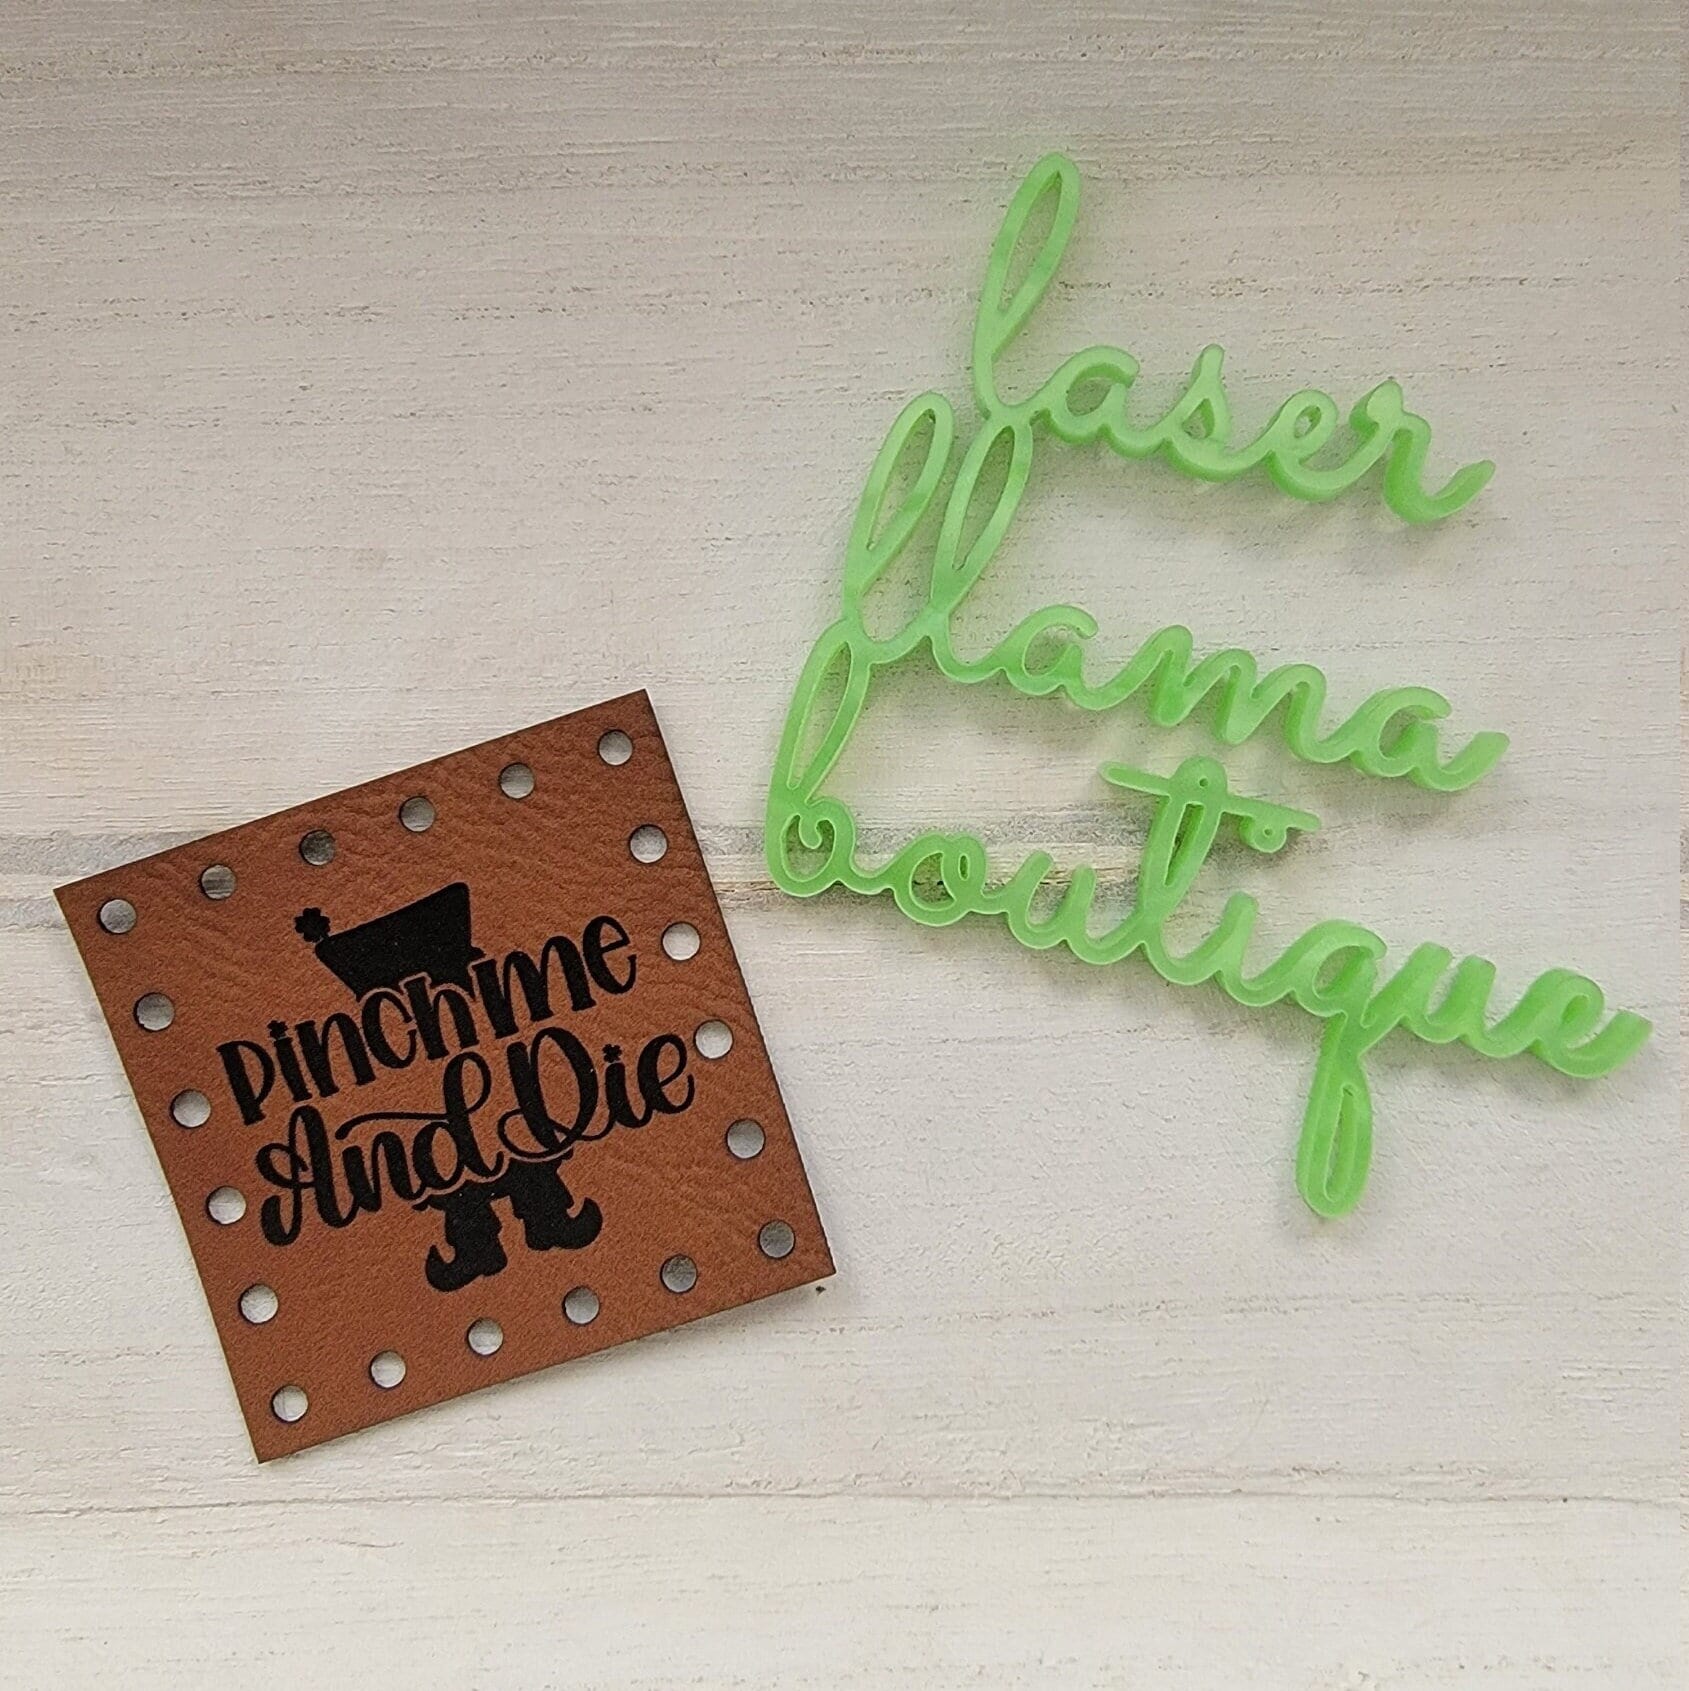 laser
llama
boutique
pinch me
And Die